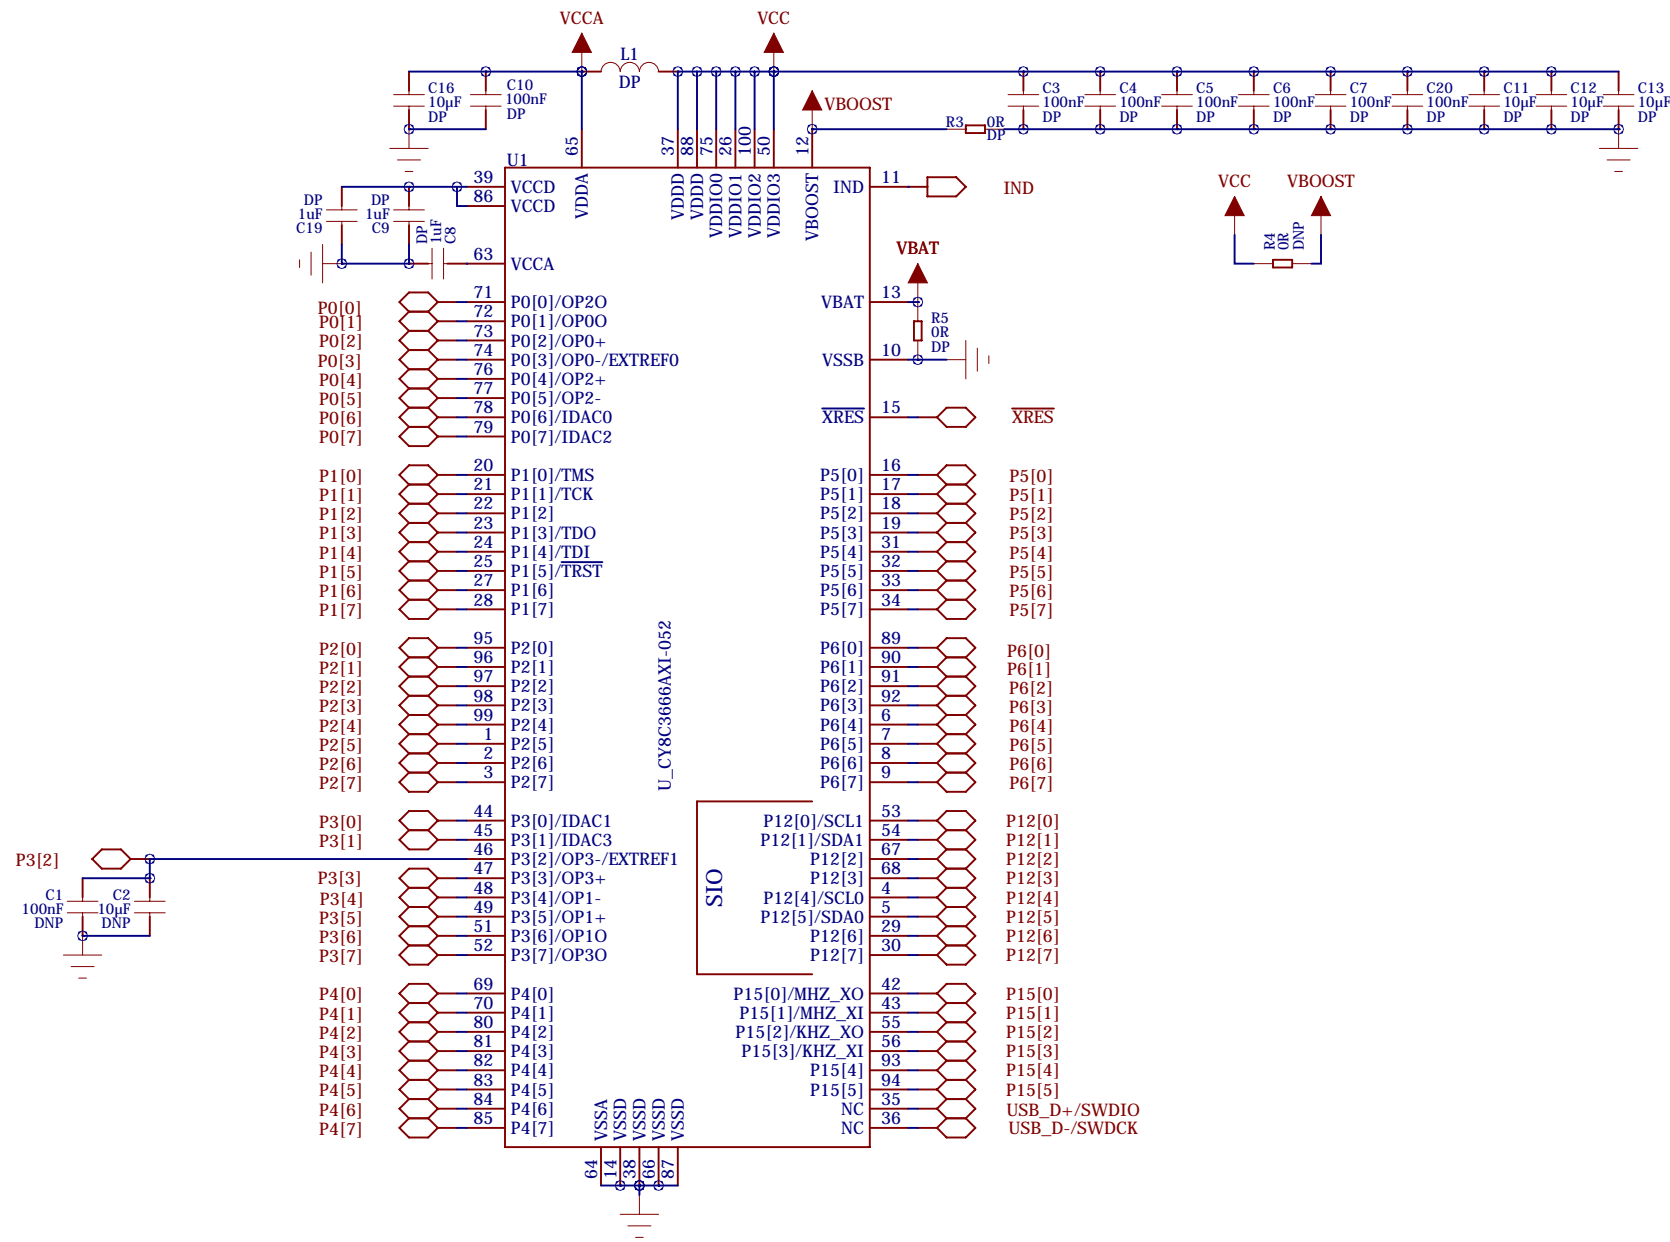 VCCA
VCC
L1
DP
C16
10µF
DP
C10
100nF
DP
VBOOST
R3
0R
DP
C3
100nF
DP
C4
100nF
DP
C5
100nF
DP
C6
100nF
DP
C7
100nF
DP
C20
100nF
DP
C11
10µF
DP
C12
10µF
DP
C13
10µF
DP
U1
65
37
88
75
26
100
50
12
VDDA
VDDD
VDDD
VDDIO0
VDDIO1
VDDIO2
VDDIO3
VBOOST
39 VCCD
86 VCCD
DP
1uF
C19
DP
1uF
C9
DP
1uF
C8
63 VCCA
IND 11 IND
VCC
VBOOST
R4
0R
DNP
VBAT
VBAT 13
R5
0R
DP
VSSB 10
XRES 15 XRES
P0[0] 71 P0[0]/OP2O
P0[1] 72 P0[1]/OP0O
P0[2] 73 P0[2]/OP0+
P0[3] 74 P0[3]/OP0-/EXTREF0
P0[4] 76 P0[4]/OP2+
P0[5] 77 P0[5]/OP2-
P0[6] 78 P0[6]/IDAC0
P0[7] 79 P0[7]/IDAC2
P1[0] 20 P1[0]/TMS
P1[1] 21 P1[1]/TCK
P1[2] 22 P1[2]
P1[3] 23 P1[3]/TDO
P1[4] 24 P1[4]/TDI
P1[5] 25 P1[5]/TRST
P1[6] 27 P1[6]
P1[7] 28 P1[7]
P5[0] 16 P5[0]
P5[1] 17 P5[1]
P5[2] 18 P5[2]
P5[3] 19 P5[3]
P5[4] 31 P5[4]
P5[5] 32 P5[5]
P5[6] 33 P5[6]
P5[7] 34 P5[7]
P2[0] 95 P2[0]
P2[1] 96 P2[1]
P2[2] 97 P2[2]
P2[3] 98 P2[3]
P2[4] 99 P2[4]
P2[5] 1 P2[5]
P2[6] 2 P2[6]
P2[7] 3 P2[7]
U_CY8C3666AXI-052
P6[0] 89 P6[0]
P6[1] 90 P6[1]
P6[2] 91 P6[2]
P6[3] 92 P6[3]
P6[4] 6 P6[4]
P6[5] 7 P6[5]
P6[6] 8 P6[6]
P6[7] 9 P6[7]
P3[0] 44 P3[0]/IDAC1
P3[1] 45 P3[1]/IDAC3
P3[2] 46 P3[2]/OP3-/EXTREF1
P3[3] 47 P3[3]/OP3+
P3[4] 48 P3[4]/OP1-
P3[5] 49 P3[5]/OP1+
P3[6] 51 P3[6]/OP1O
P3[7] 52 P3[7]/OP3O
C1
100nF
DNP
C2
10µF
DNP
SIO
P12[0]/SCL1 53 P12[0]
P12[1]/SDA1 54 P12[1]
P12[2] 67 P12[2]
P12[3] 68 P12[3]
P12[4]/SCL0 4 P12[4]
P12[5]/SDA0 5 P12[5]
P12[6] 29 P12[6]
P12[7] 30 P12[7]
P4[0] 69 P4[0]
P4[1] 70 P4[1]
P4[2] 80 P4[2]
P4[3] 81 P4[3]
P4[4] 82 P4[4]
P4[5] 83 P4[5]
P4[6] 84 P4[6]
P4[7] 85 P4[7]
P15[0]/MHZ_XO 42 P15[0]
P15[1]/MHZ_XI 43 P15[1]
P15[2]/KHZ_XO 55 P15[2]
P15[3]/KHZ_XI 56 P15[3]
P15[4] 93 P15[4]
P15[5] 94 P15[5]
NC 35 USB_D+/SWDIO
NC 36 USB_D-/SWDCK
VSSA
VSSD
VSSD
VSSD
VSSD
64
14
38
66
87